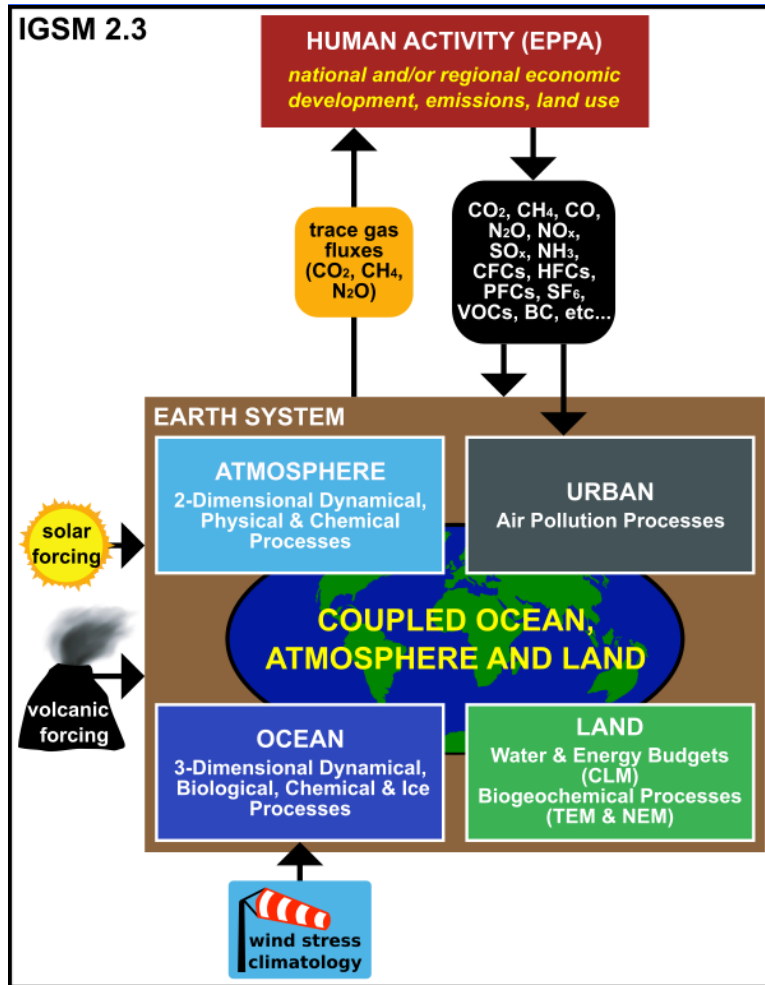 IGSM 2.3
HUMAN ACTIVITY (EPPA)
national and/or regional economic
development, emissions, land use
trace gas
fluxes
(CO₂, CH₄,
N₂O)
CO₂, CH₄, CO,
N₂O, NOₓ,
SOₓ, NH₃,
CFCs, HFCs,
PFCs, SF₆,
VOCs, BC, etc...
EARTH SYSTEM
ATMOSPHERE
2-Dimensional Dynamical,
Physical & Chemical
Processes
URBAN
Air Pollution Processes
solar
forcing
COUPLED OCEAN,
ATMOSPHERE AND LAND
volcanic
forcing
OCEAN
3-Dimensional Dynamical,
Biological, Chemical & Ice
Processes
LAND
Water & Energy Budgets
(CLM)
Biogeochemical Processes
(TEM & NEM)
wind stress
climatology